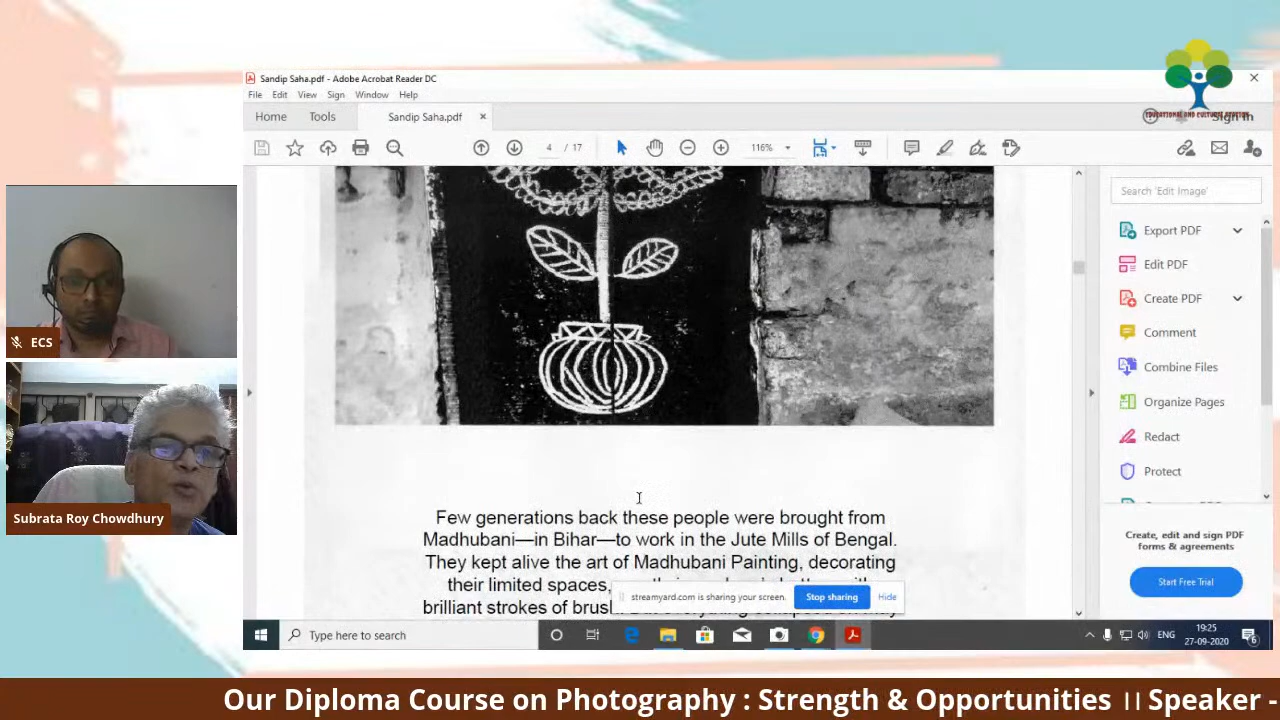 Sandip Saha.pdf - Adobe Acrobat Reader DC
File Edit View Sign Window Help
Home Tools Sandip Saha.pdf
Sign In
4 / 17 116%
Search 'Edit Image'
Export PDF
Edit PDF
Create PDF
Comment
Combine Files
Organize Pages
Redact
Protect
Create, edit and sign PDF
forms & agreements
Start Free Trial
Few generations back these people were brought from
Madhubani—in Bihar—to work in the Jute Mills of Bengal.
They kept alive the art of Madhubani Painting, decorating
their limited spaces,
brilliant strokes of brush.
streamyard.com is sharing your screen. Stop sharing Hide
ECS
Subrata Roy Chowdhury
Type here to search
ENG
19:25
27-09-2020
6
Our Diploma Course on Photography : Strength & Opportunities || Speaker -